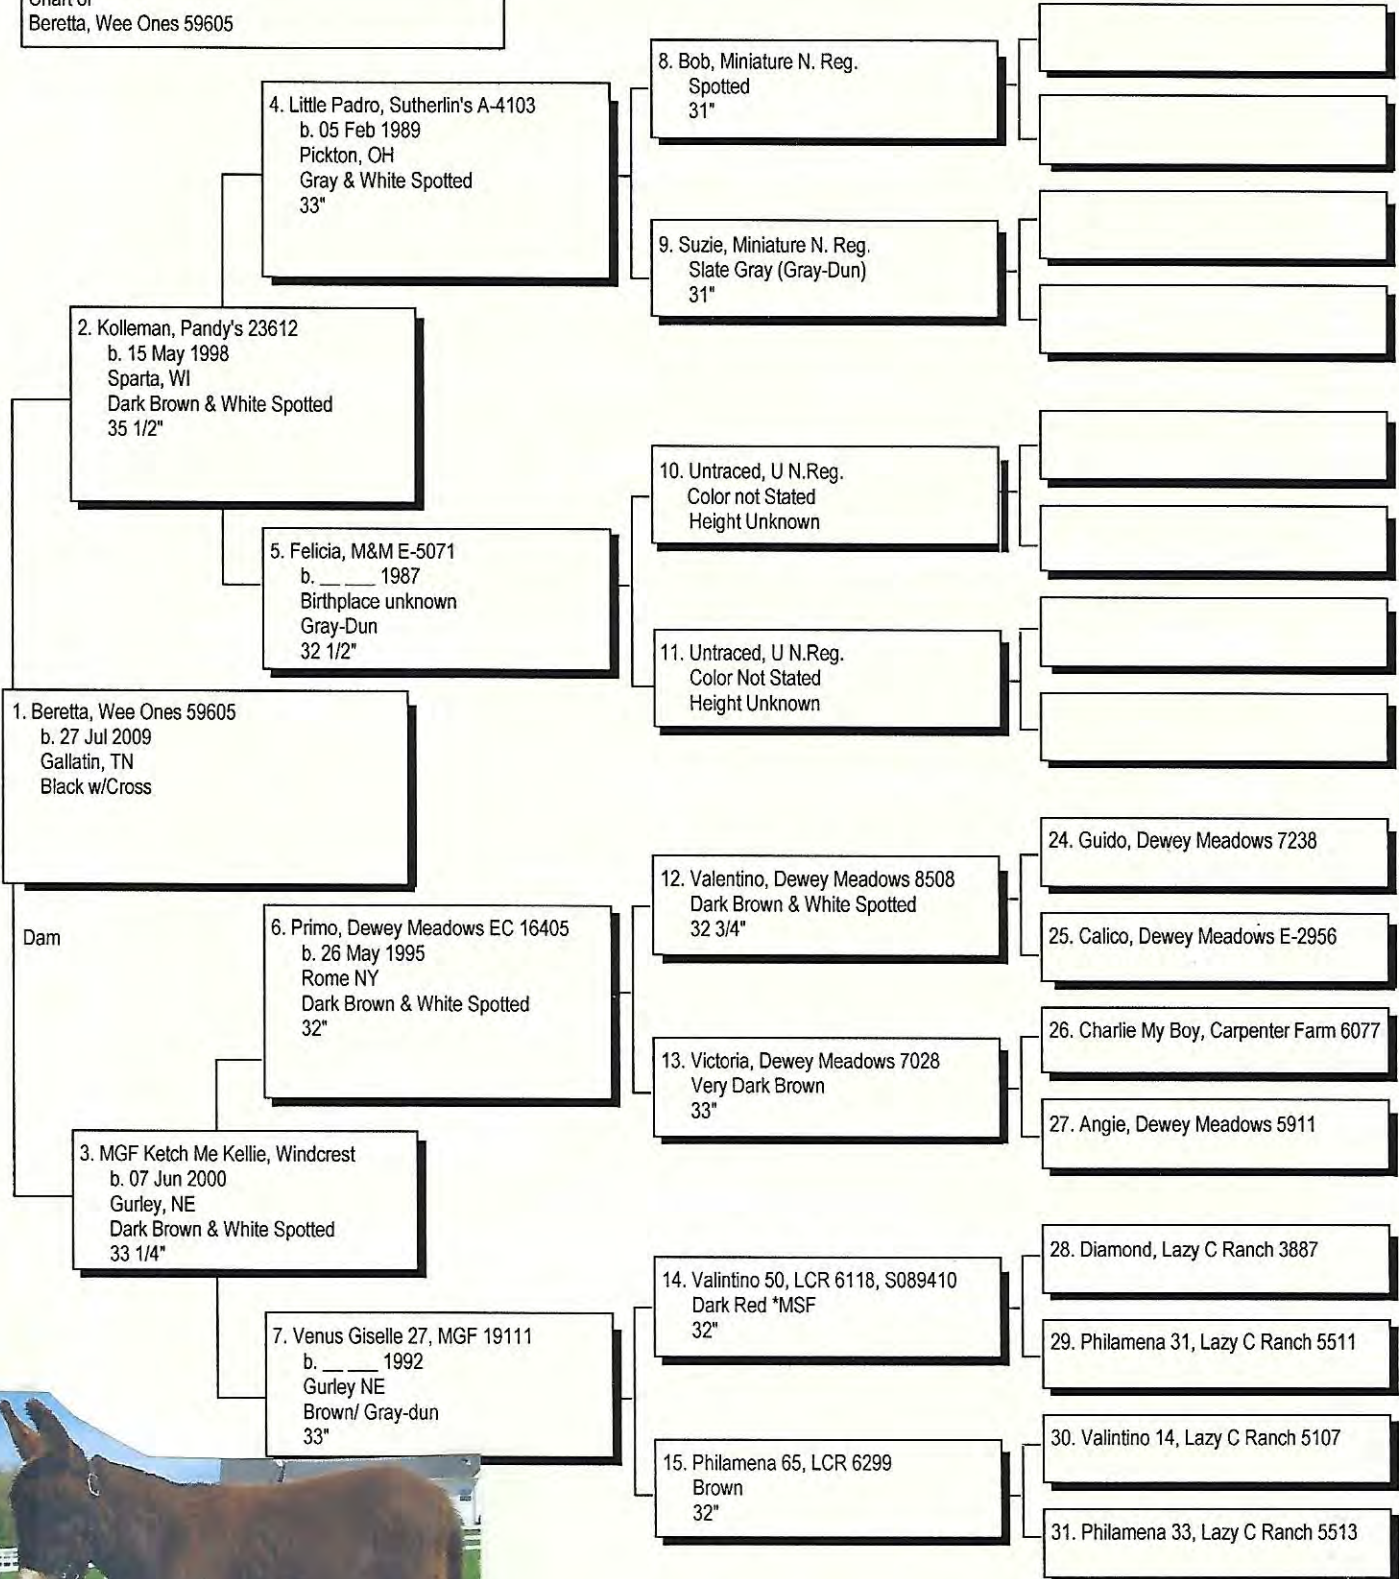 Chart of
Beretta, Wee Ones 59605
8. Bob, Miniature N. Reg.
Spotted
31"
4. Little Padro, Sutherlin's A-4103
b. 05 Feb 1989
Pickton, OH
Gray & White Spotted
33"
9. Suzie, Miniature N. Reg.
Slate Gray (Gray-Dun)
31"
2. Kolleman, Pandy's 23612
b. 15 May 1998
Sparta, WI
Dark Brown & White Spotted
35 1/2"
10. Untraced, U N.Reg.
Color not Stated
Height Unknown
5. Felicia, M&M E-5071
b. __ ___ 1987
Birthplace unknown
Gray-Dun
32 1/2"
11. Untraced, U N.Reg.
Color Not Stated
Height Unknown
1. Beretta, Wee Ones 59605
b. 27 Jul 2009
Gallatin, TN
Black w/Cross
24. Guido, Dewey Meadows 7238
12. Valentino, Dewey Meadows 8508
Dark Brown & White Spotted
32 3/4"
25. Calico, Dewey Meadows E-2956
Dam
6. Primo, Dewey Meadows EC 16405
b. 26 May 1995
Rome NY
Dark Brown & White Spotted
32"
26. Charlie My Boy, Carpenter Farm 6077
13. Victoria, Dewey Meadows 7028
Very Dark Brown
33"
27. Angie, Dewey Meadows 5911
3. MGF Ketch Me Kellie, Windcrest
b. 07 Jun 2000
Gurley, NE
Dark Brown & White Spotted
33 1/4"
28. Diamond, Lazy C Ranch 3887
14. Valintino 50, LCR 6118, S089410
Dark Red *MSF
32"
29. Philamena 31, Lazy C Ranch 5511
7. Venus Giselle 27, MGF 19111
b. __ ___ 1992
Gurley NE
Brown/ Gray-dun
33"
30. Valintino 14, Lazy C Ranch 5107
15. Philamena 65, LCR 6299
Brown
32"
31. Philamena 33, Lazy C Ranch 5513